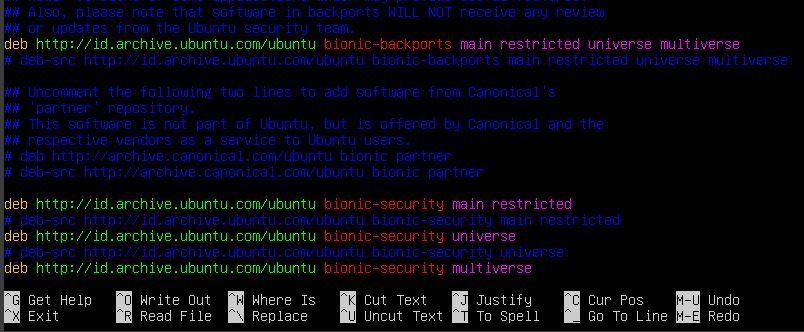 ## Also, please note that software in backports WILL NOT receive any review
## or updates from the Ubuntu security team.
deb http://id.archive.ubuntu.com/ubuntu bionic-backports main restricted universe multiverse
# deb-src http://id.archive.ubuntu.com/ubuntu bionic-backports main restricted universe multiverse
## Uncomment the following two lines to add software from Canonical's
## 'partner' repository.
## This software is not part of Ubuntu, but is offered by Canonical and the
## respective vendors as a service to Ubuntu users.
# deb http://archive.canonical.com/ubuntu bionic partner
# deb-src http://archive.canonical.com/ubuntu bionic partner
deb http://id.archive.ubuntu.com/ubuntu bionic-security main restricted
# deb-src http://id.archive.ubuntu.com/ubuntu bionic-security main restricted
deb http://id.archive.ubuntu.com/ubuntu bionic-security universe
# deb-src http://id.archive.ubuntu.com/ubuntu bionic-security universe
deb http://id.archive.ubuntu.com/ubuntu bionic-security multiverse
^G Get Help ^O Write Out ^W Where Is ^K Cut Text ^J Justify ^C Cur Pos M-U Undo
^X Exit ^R Read File ^\ Replace ^U Uncut Text ^T To Spell ^_ Go To Line M-E Redo